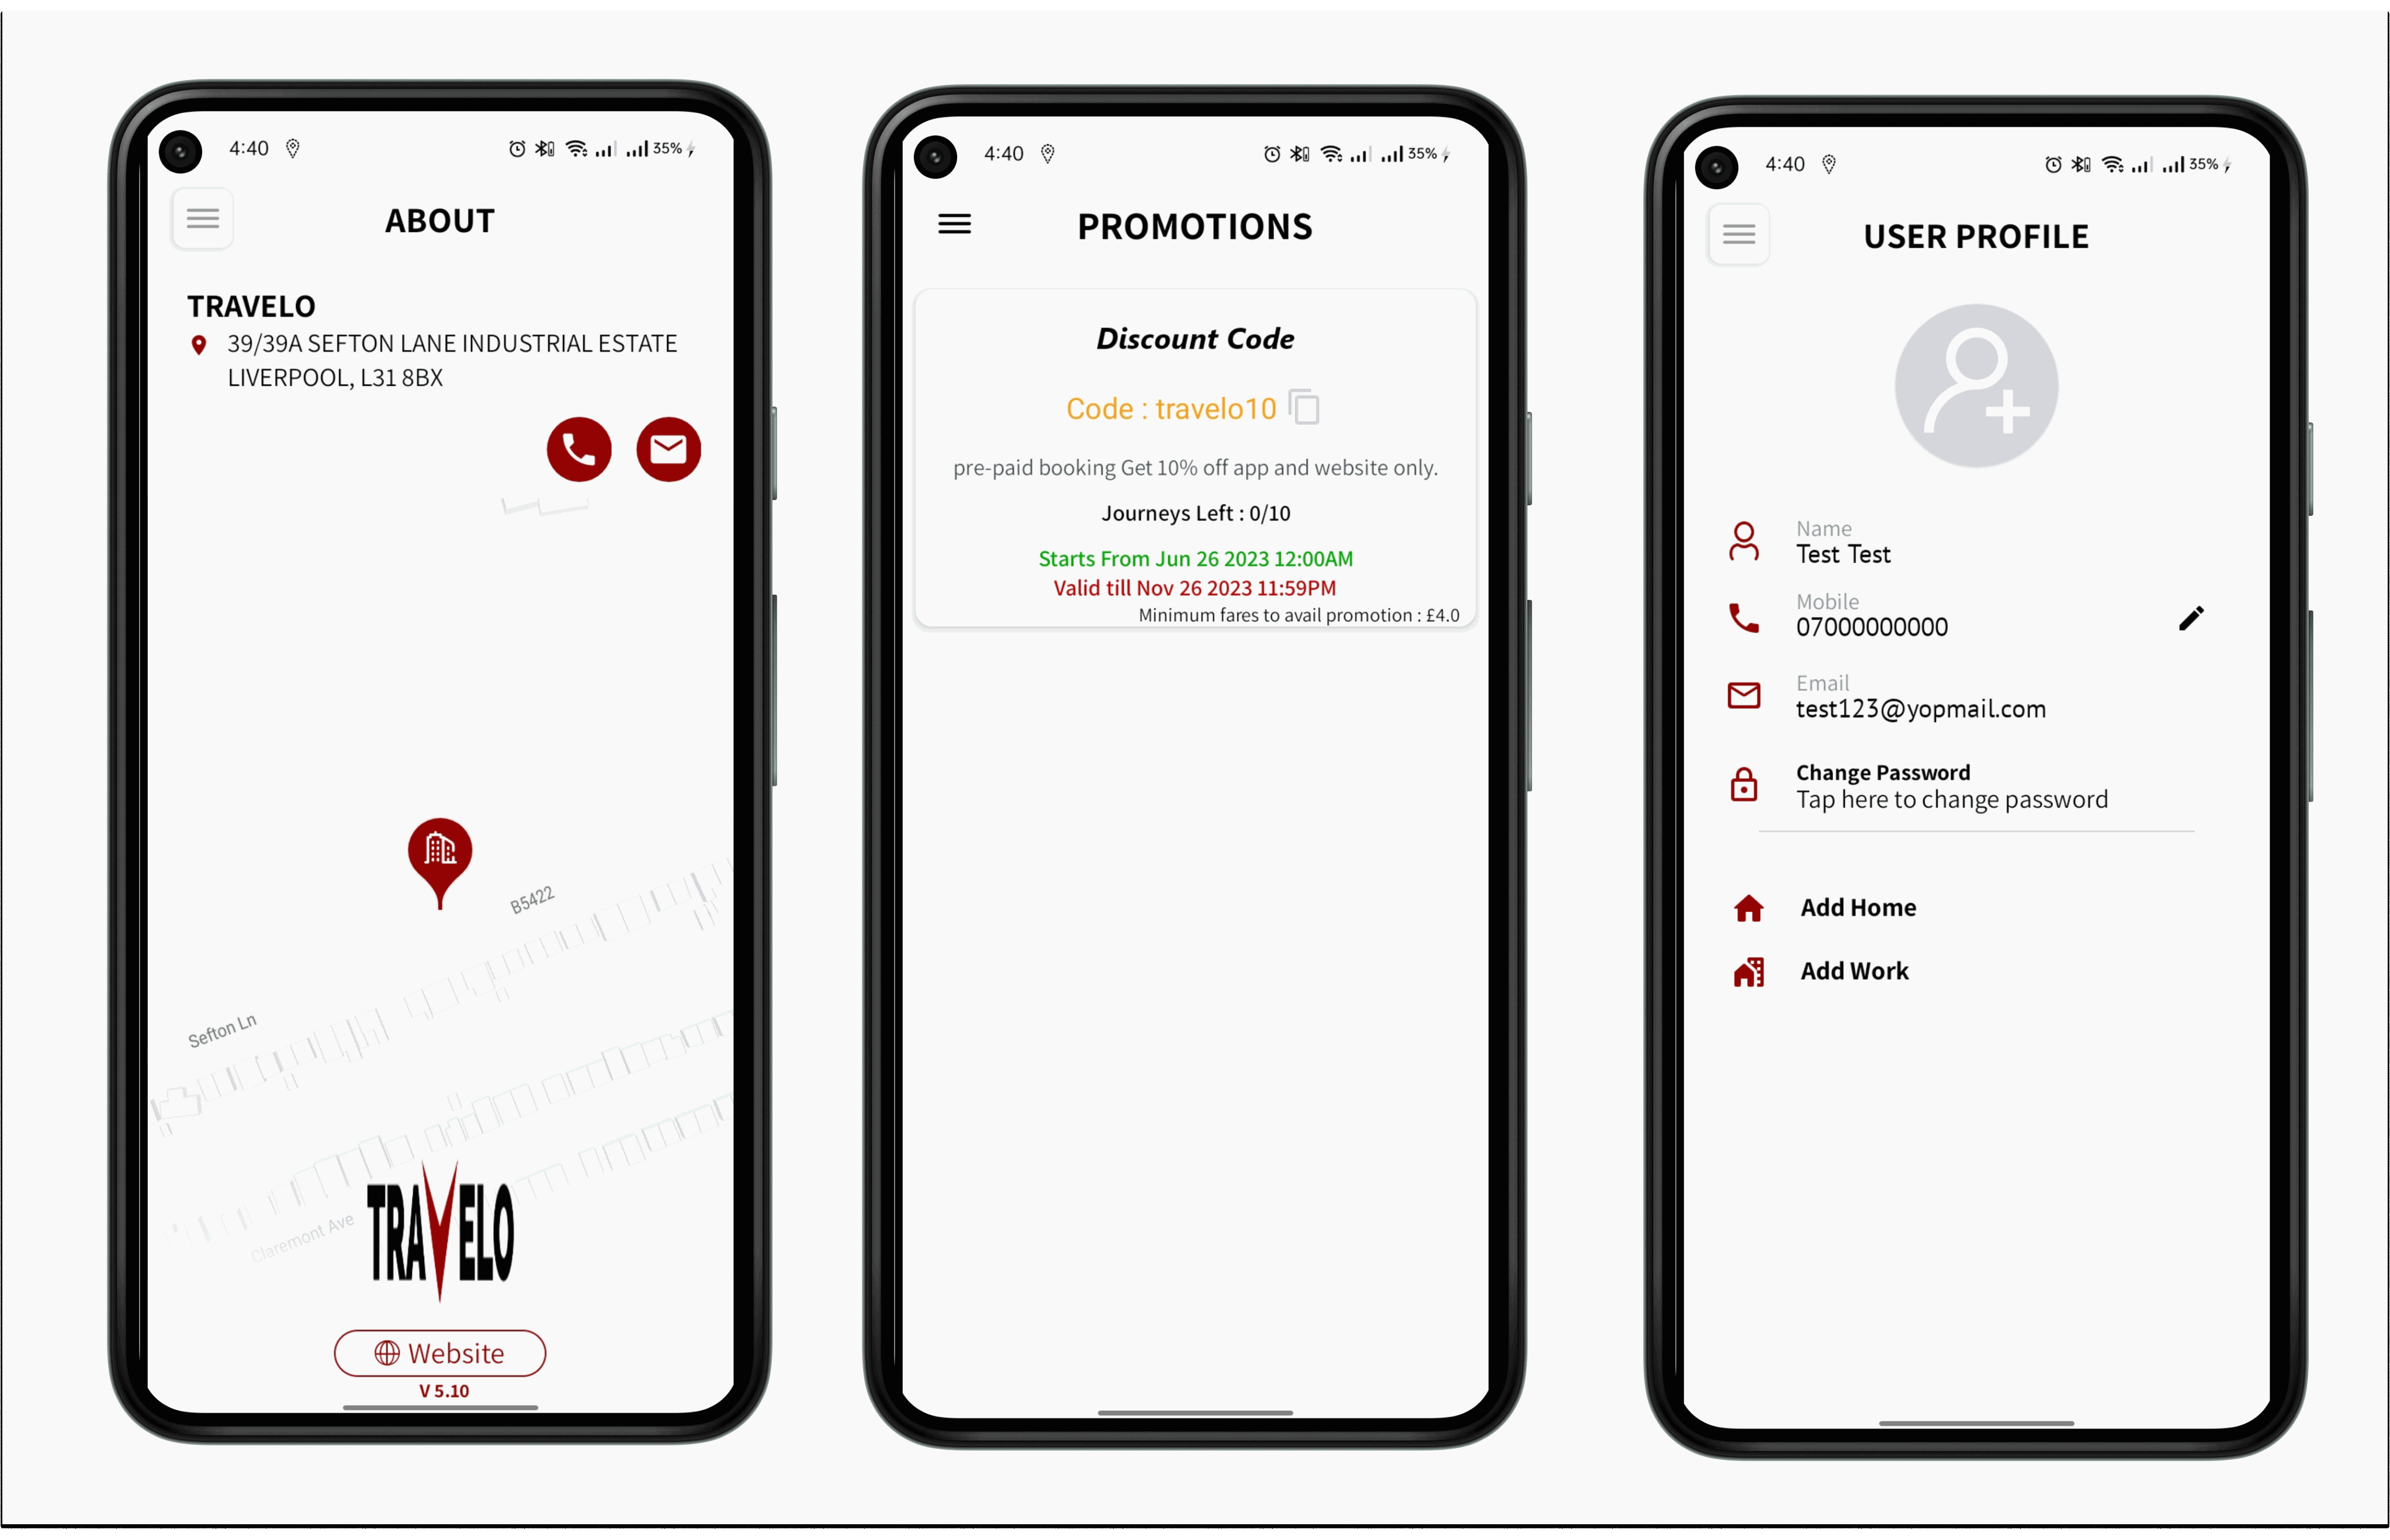 4:40
35%
ABOUT
TRAVELO
39/39A SEFTON LANE INDUSTRIAL ESTATE
LIVERPOOL, L31 8BX
B5422
Sefton Ln
Claremont Ave
TRAVELO
Website
V 5.10
4:40
35%
PROMOTIONS
Discount Code
Code : travelo10
pre-paid booking Get 10% off app and website only.
Journeys Left : 0/10
Starts From Jun 26 2023 12:00AM
Valid till Nov 26 2023 11:59PM
Minimum fares to avail promotion : £4.0
4:40
35%
USER PROFILE
Name
Test Test
Mobile
07000000000
Email
test123@yopmail.com
Change Password
Tap here to change password
Add Home
Add Work